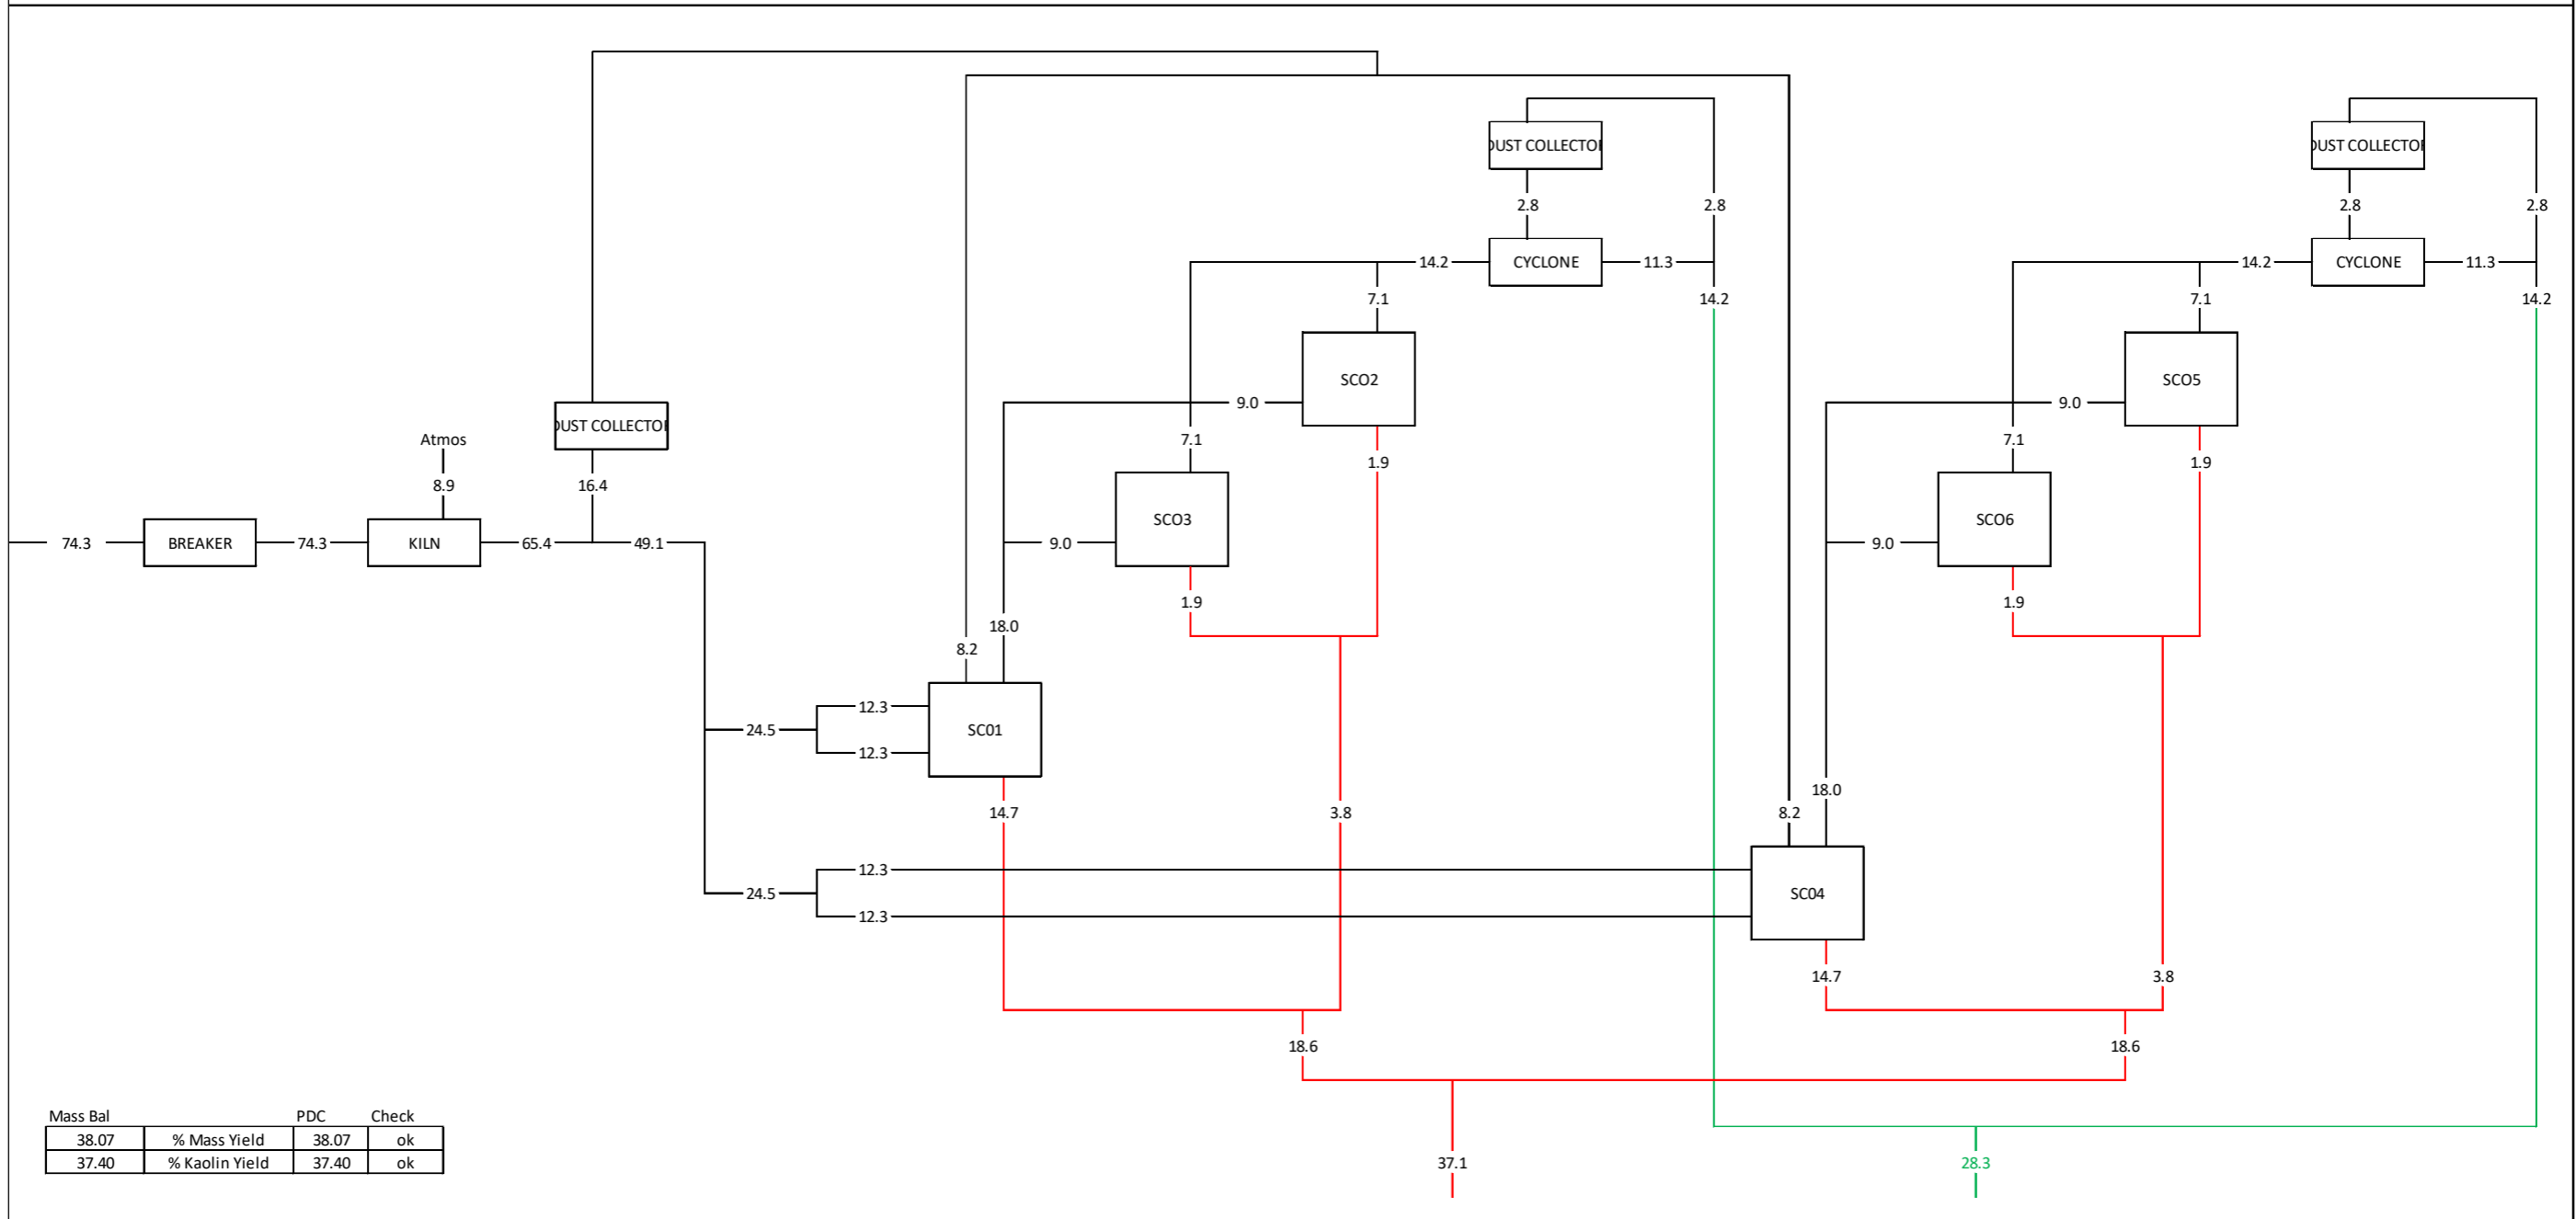 DUST COLLECTOR
DUST COLLECTOR
2.8
2.8
2.8
2.8
14.2
CYCLONE
11.3
14.2
CYCLONE
11.3
7.1
14.2
7.1
14.2
SCO2
SCO5
9.0
9.0
DUST COLLECTOR
Atmos
7.1
7.1
1.9
1.9
8.9
16.4
SCO3
SCO6
74.3
BREAKER
74.3
KILN
65.4
49.1
9.0
9.0
1.9
1.9
18.0
8.2
12.3
24.5
SC01
12.3
18.0
14.7
3.8
8.2
12.3
24.5
SC04
12.3
14.7
3.8
18.6
18.6
Mass Bal PDC Check
38.07 % Mass Yield 38.07 ok
37.40 % Kaolin Yield 37.40 ok
37.1
28.3